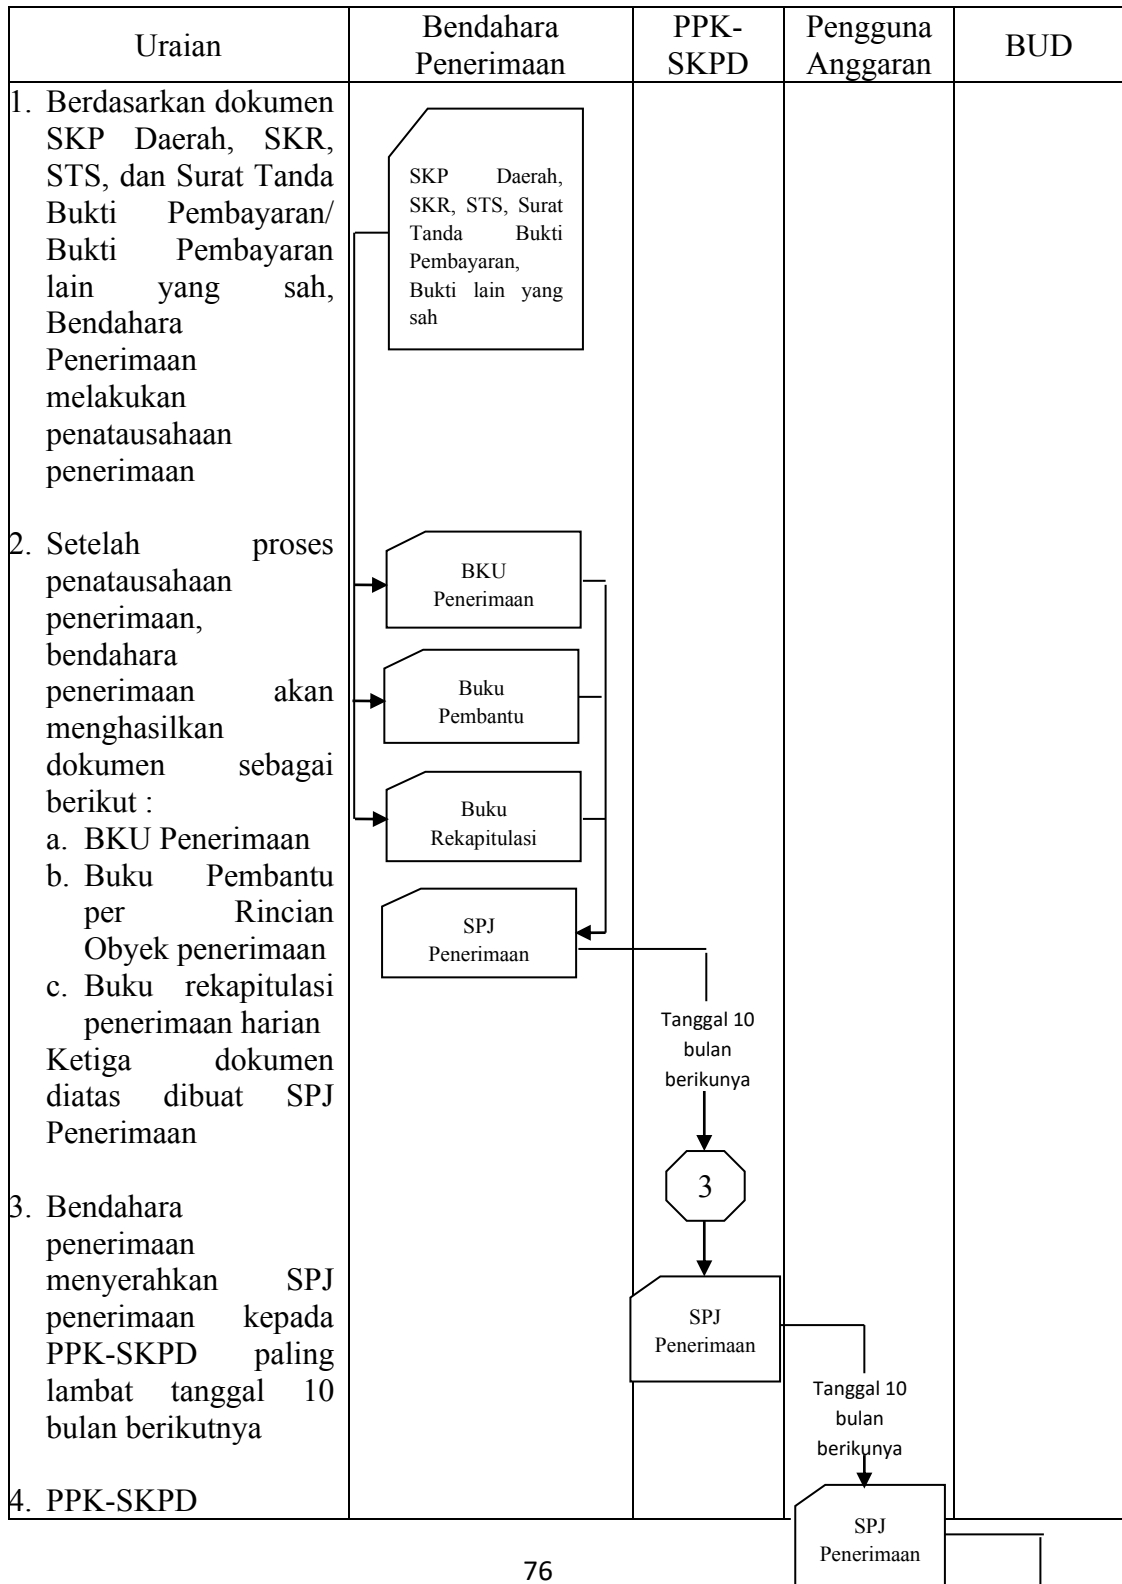 Uraian
Bendahara
Penerimaan
PPK-
SKPD
Pengguna
Anggaran
BUD
1. Berdasarkan dokumen
SKP Daerah, SKR,
STS, dan Surat Tanda
Bukti Pembayaran/
Bukti Pembayaran
lain yang sah,
Bendahara
Penerimaan
melakukan
penatausahaan
penerimaan
2. Setelah proses
penatausahaan
penerimaan,
bendahara
penerimaan akan
menghasilkan
dokumen sebagai
berikut :
a. BKU Penerimaan
b. Buku Pembantu
per Rincian
Obyek penerimaan
c. Buku rekapitulasi
penerimaan harian
Ketiga dokumen
diatas dibuat SPJ
Penerimaan
3. Bendahara
penerimaan
menyerahkan SPJ
penerimaan kepada
PPK-SKPD paling
lambat tanggal 10
bulan berikutnya
4. PPK-SKPD
SKP Daerah,
SKR, STS, Surat
Tanda Bukti
Pembayaran,
Bukti lain yang
sah
BKU
Penerimaan
Buku
Pembantu
Buku
Rekapitulasi
SPJ
Penerimaan
Tanggal 10
bulan
berikunya
3
SPJ
Penerimaan
Tanggal 10
bulan
berikunya
SPJ
Penerimaan
76